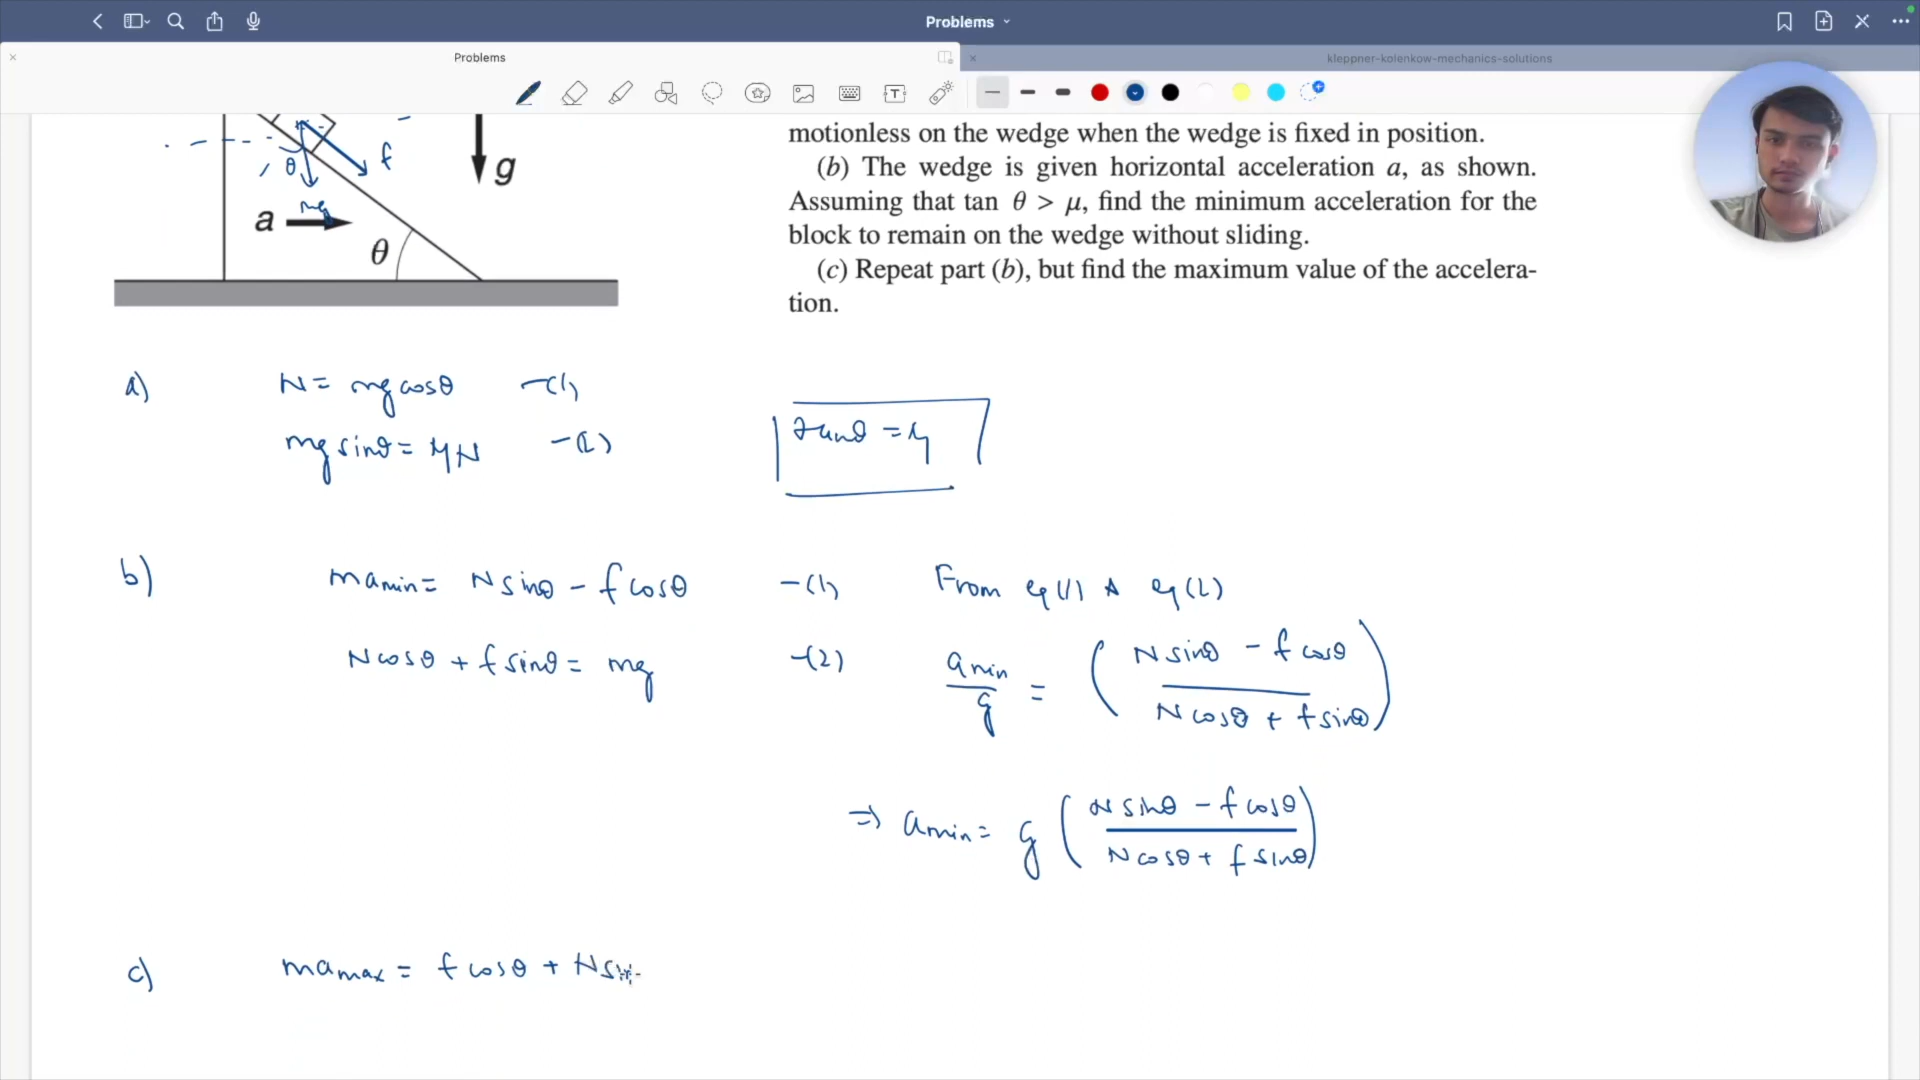 Problems
Problems
kleppner-kolenkow-mechanics-solutions
T
θ
f
g
mg
a
θ
motionless on the wedge when the wedge is fixed in position.
(b) The wedge is given horizontal acceleration a, as shown.
Assuming that tan θ > μ, find the minimum acceleration for the
block to remain on the wedge without sliding.
(c) Repeat part (b), but find the maximum value of the accelera-
tion.
a) N = mg cosθ -(1)
mg sinθ = μN -(2)
tanθ = μ
b) ma_min = N sinθ - f cosθ -(1) From eq(1) & eq(2)
N cosθ + f sinθ = mg -(2)
a_min/g = (N sinθ - f cosθ / N cosθ + f sinθ)
⇒ a_min = g (N sinθ - f cosθ / N cosθ + f sinθ)
c) ma_max = f cosθ + N si